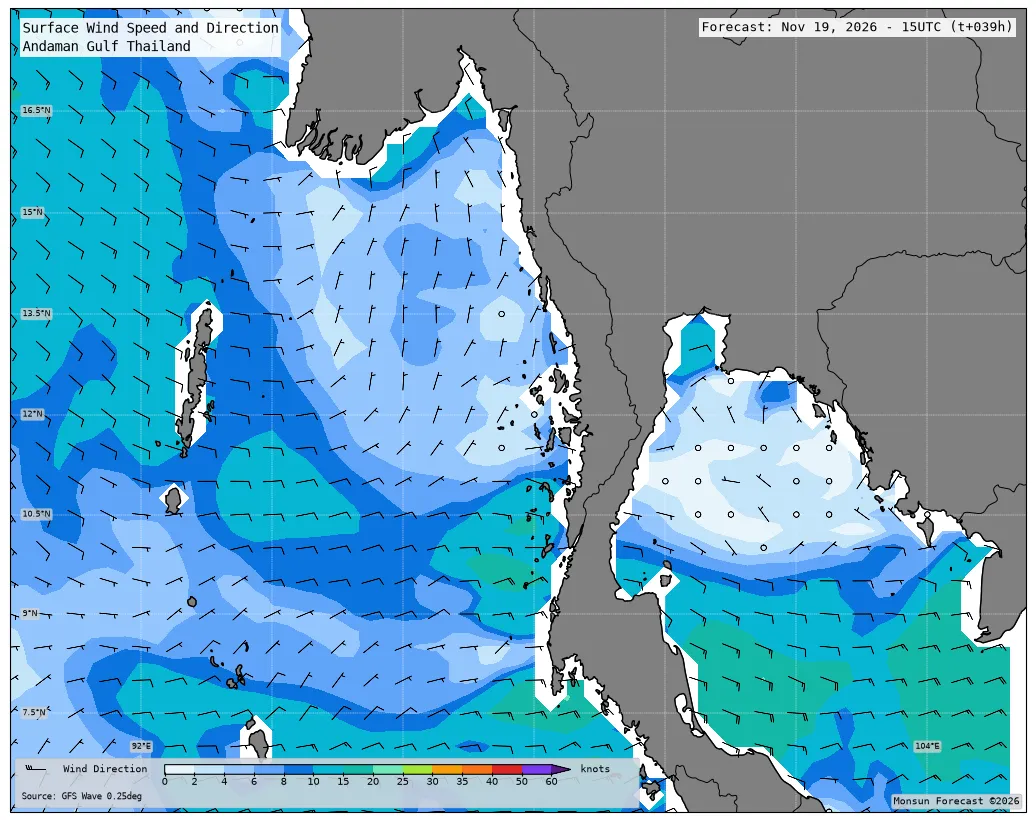 Surface Wind Speed and Direction
Andaman Gulf Thailand
Forecast: Nov 19, 2026 - 15UTC (t+039h)
16.5°N
15°N
13.5°N
12°N
10.5°N
9°N
7.5°N
92°E
104°E
Wind Direction
0 2 4 6 8 10 15 20 25 30 35 40 45 50 60
knots
Source: GFS Wave 0.25deg
Monsun Forecast ©2026